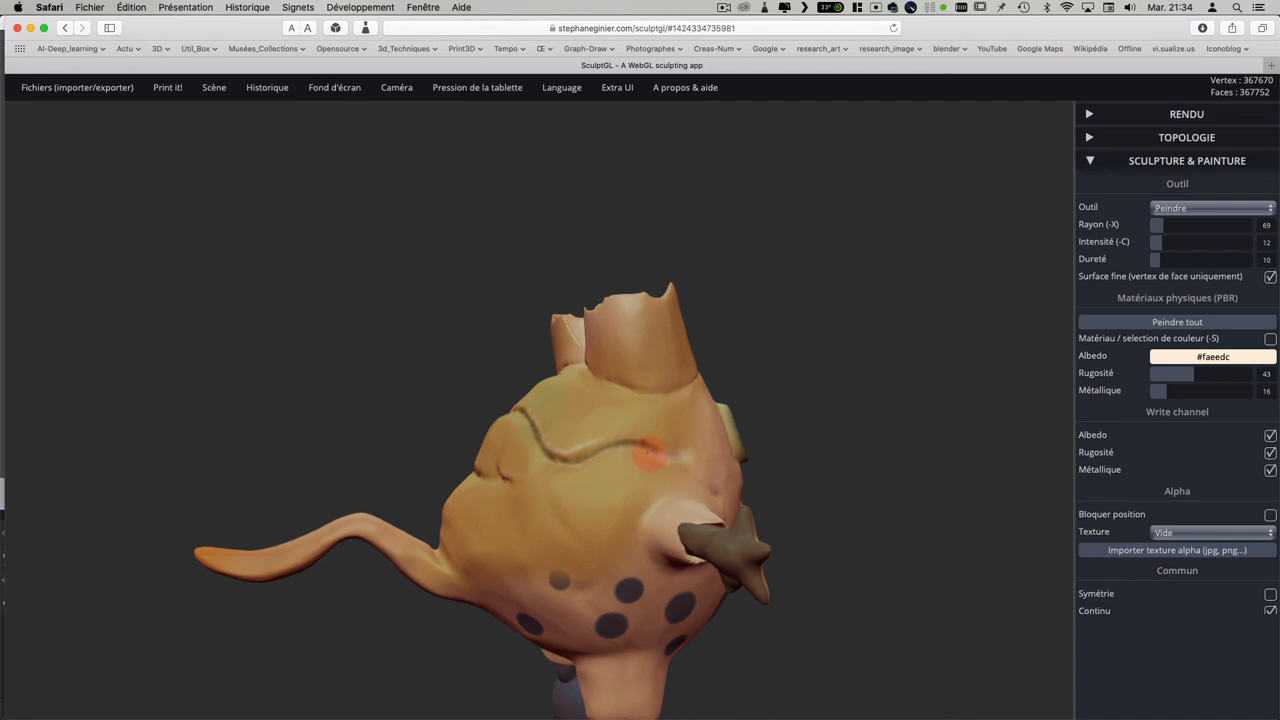 Safari Fichier Édition Présentation Historique Signets Développement Fenêtre Aide 33° Mar. 21:34
A A stephaneginier.com/sculptgl/#1424334735981
AI-Deep_learning Actu 3D Util_Box Musées_Collections Opensource 3d_Techniques Print3D Tempo Œ Graph-Draw Photographes Creas-Num Google research_art research_image blender YouTube Google Maps Wikipédia Offline vi.sualize.us Iconoblog
SculptGL - A WebGL sculpting app
Fichiers (importer/exporter) Print it! Scène Historique Fond d'écran Caméra Pression de la tablette Language Extra UI A propos & aide
Vertex : 367670
Faces : 367752
RENDU
TOPOLOGIE
SCULPTURE & PAINTURE
Outil
Outil Peindre
Rayon (-X) 69
Intensité (-C) 12
Dureté 10
Surface fine (vertex de face uniquement)
Matériaux physiques (PBR)
Peindre tout
Matériau / selection de couleur (-S)
Albedo #faeedc
Rugosité 43
Métallique 16
Write channel
Albedo
Rugosité
Métallique
Alpha
Bloquer position
Texture Vide
Importer texture alpha (jpg, png...)
Commun
Symétrie
Continu